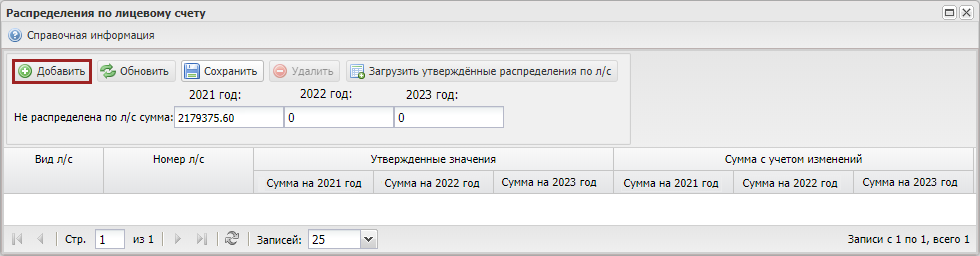 Распределения по лицевому счету
Справочная информация
Добавить Обновить Сохранить Удалить Загрузить утверждённые распределения по л/с
2021 год: 2022 год: 2023 год:
Не распределена по л/с сумма: 2179375.60 0 0
Вид л/с Номер л/с Утвержденные значения Сумма с учетом изменений
Сумма на 2021 год Сумма на 2022 год Сумма на 2023 год Сумма на 2021 год Сумма на 2022 год Сумма на 2023 год
Стр. 1 из 1 Записей: 25 Записи с 1 по 1, всего 1